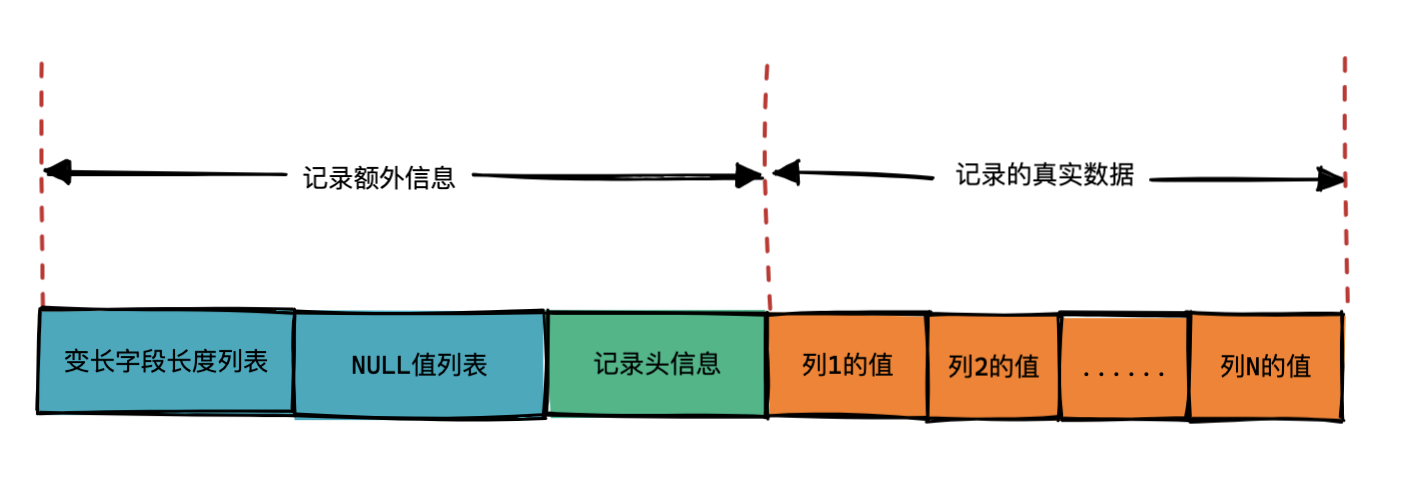 记录额外信息
记录的真实数据
变长字段长度列表
NULL值列表
记录头信息
列1的值
列2的值
......
列N的值